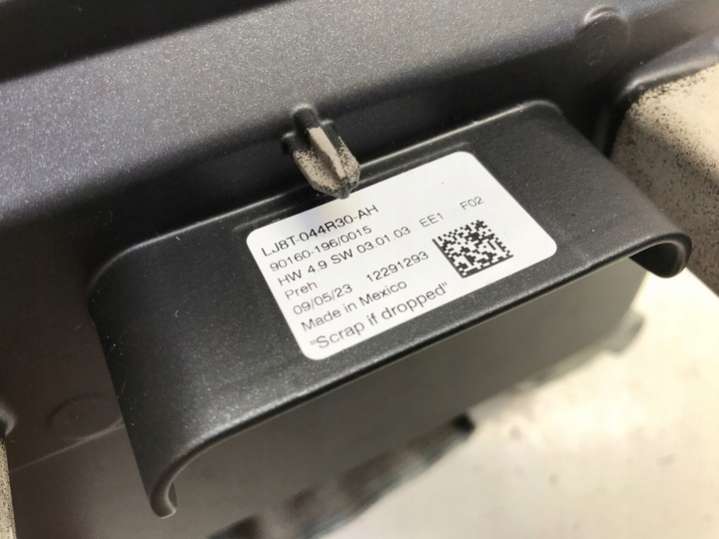 LJ8T-044R30-AH
90160-196/0015
HW 4.9 SW 03.01.03 EE1 F02
Preh
09/05/23 12291293
Made in Mexico
"Scrap if dropped"